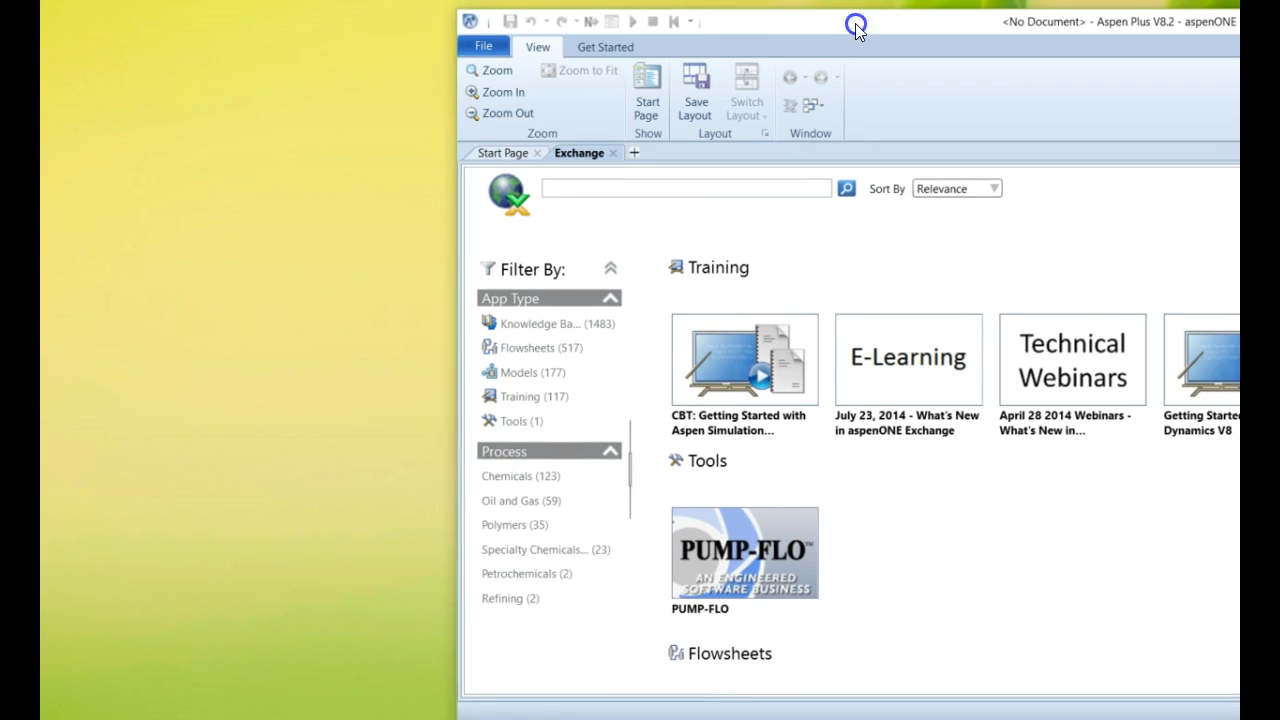 <No Document> - Aspen Plus V8.2 - aspenONE
File View Get Started
Zoom
Zoom to Fit
Zoom In
Zoom Out
Start Page
Save Layout
Switch Layout
Zoom Show Layout Window
Start Page Exchange
Sort By Relevance
Filter By:
App Type
Knowledge Ba... (1483)
Flowsheets (517)
Models (177)
Training (117)
Tools (1)
Process
Chemicals (123)
Oil and Gas (59)
Polymers (35)
Specialty Chemicals... (23)
Petrochemicals (2)
Refining (2)
Training
CBT: Getting Started with
Aspen Simulation...
E-Learning
July 23, 2014 - What's New
in aspenONE Exchange
Technical
Webinars
April 28 2014 Webinars -
What's New in...
Getting Starte
Dynamics V8
Tools
PUMP-FLO™
AN ENGINEERED
SOFTWARE BUSINESS
PUMP-FLO
Flowsheets